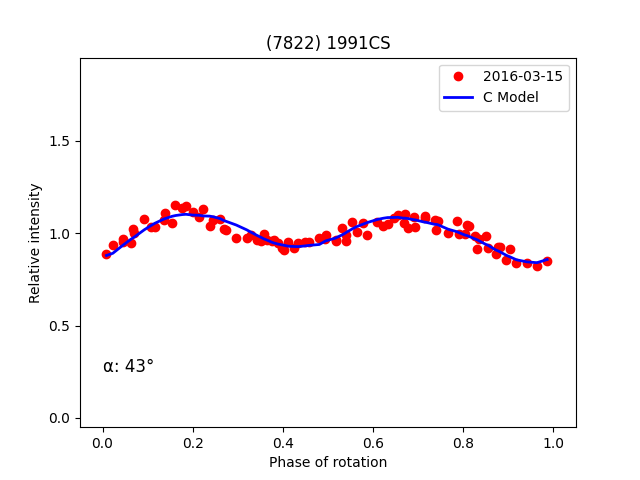 (7822) 1991CS
2016-03-15
C Model
1.5
1.0
0.5
0.0
Relative intensity
α: 43°
0.0 0.2 0.4 0.6 0.8 1.0
Phase of rotation